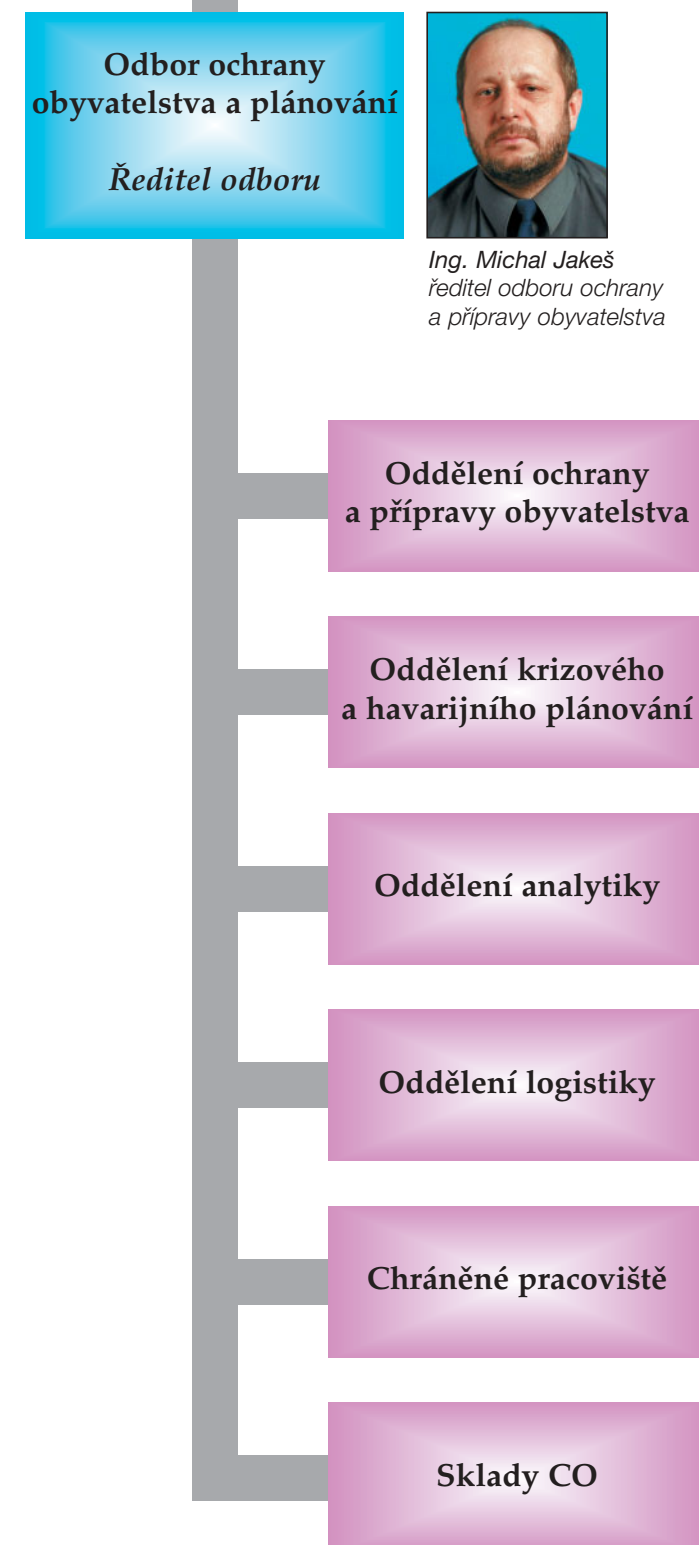 Odbor ochrany
obyvatelstva a plánování
Ředitel odboru
Ing. Michal Jakeš
ředitel odboru ochrany
a přípravy obyvatelstva
Oddělení ochrany
a přípravy obyvatelstva
Oddělení krizového
a havarijního plánování
Oddělení analytiky
Oddělení logistiky
Chráněné pracoviště
Sklady CO